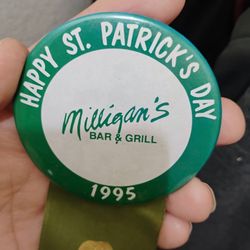 HAPPY ST. PATRICK'S DAY
Milligan's
BAR & GRILL
1995